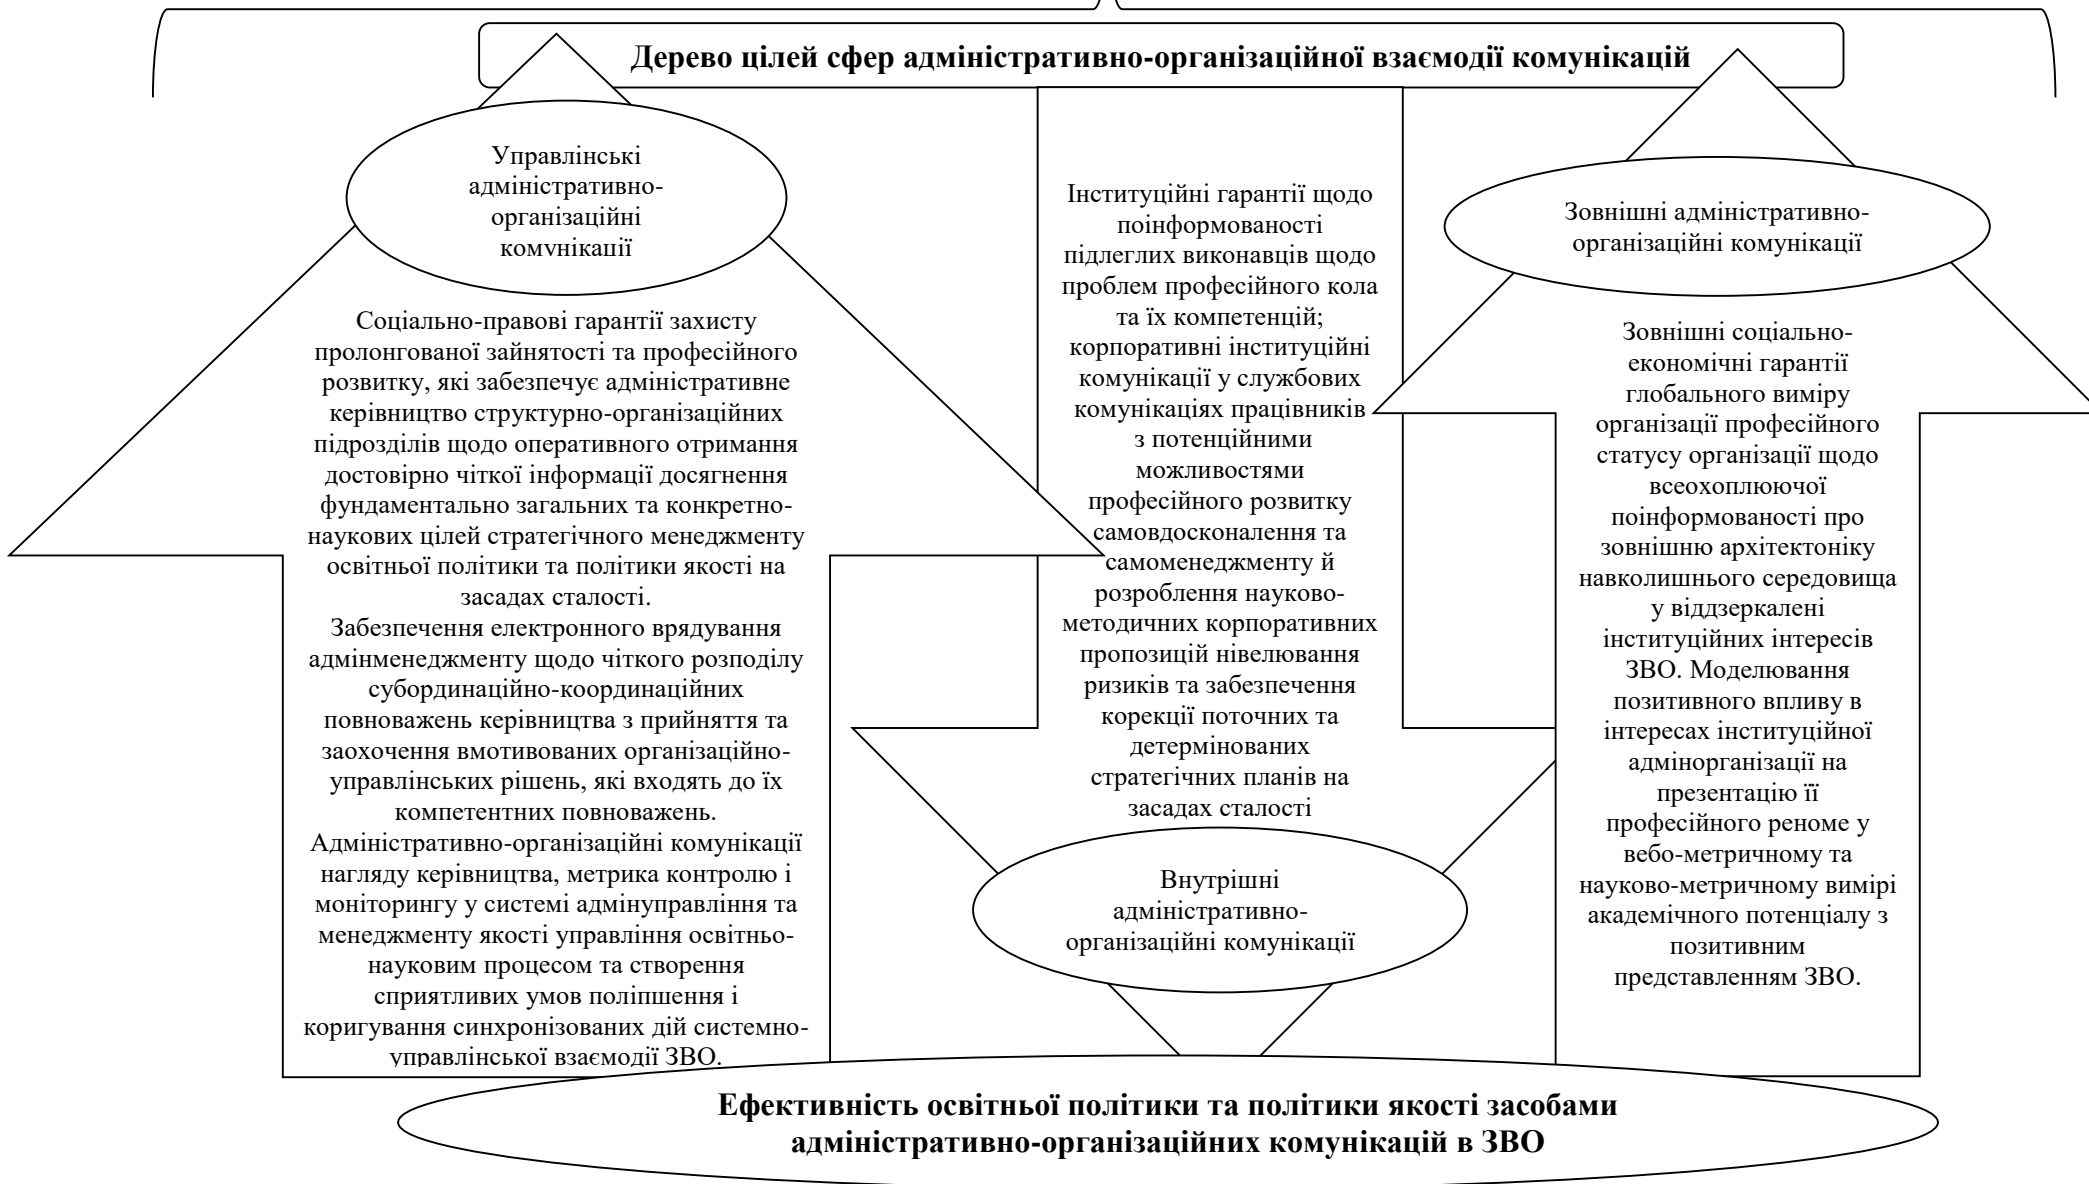 Дерево цілей сфер адміністративно-організаційної взаємодії комунікацій
Управлінські
адміністративно-
організаційні
комунікації
Соціально-правові гарантії захисту
пролонгованої зайнятості та професійного
розвитку, які забезпечує адміністративне
керівництво структурно-організаційних
підрозділів щодо оперативного отримання
достовірно чіткої інформації досягнення
фундаментально загальних та конкретно-
наукових цілей стратегічного менеджменту
освітньої політики та політики якості на
засадах сталості.
Забезпечення електронного врядування
адмінменеджменту щодо чіткого розподілу
субординаційно-координаційних
повноважень керівництва з прийняття та
заохочення вмотивованих організаційно-
управлінських рішень, які входять до їх
компетентних повноважень.
Адміністративно-організаційні комунікації
нагляду керівництва, метрика контролю і
моніторингу у системі адмінуправління та
менеджменту якості управління освітньо-
науковим процесом та створення
сприятливих умов поліпшення і
коригування синхронізованих дій системно-
управлінської взаємодії ЗВО.
Інституційні гарантії щодо
поінформованості
підлеглих виконавців щодо
проблем професійного кола
та їх компетенцій;
корпоративні інституційні
комунікації у службових
комунікаціях працівників
з потенційними
можливостями
професійного розвитку
самовдосконалення та
самоменеджменту й
розроблення науково-
методичних корпоративних
пропозицій нівелювання
ризиків та забезпечення
корекції поточних та
детермінованих
стратегічних планів на
засадах сталості
Внутрішні
адміністративно-
організаційні комунікації
Зовнішні адміністративно-
організаційні комунікації
Зовнішні соціально-
економічні гарантії
глобального виміру
організації професійного
статусу організації щодо
всеохоплюючої
поінформованості про
зовнішню архітектоніку
навколишнього середовища
у віддзеркалені
інституційних інтересів
ЗВО. Моделювання
позитивного впливу в
інтересах інституційної
адмінорганізації на
презентацію її
професійного реноме у
вебо-метричному та
науково-метричному вимірі
академічного потенціалу з
позитивним
представленням ЗВО.
Ефективність освітньої політики та політики якості засобами
адміністративно-організаційних комунікацій в ЗВО